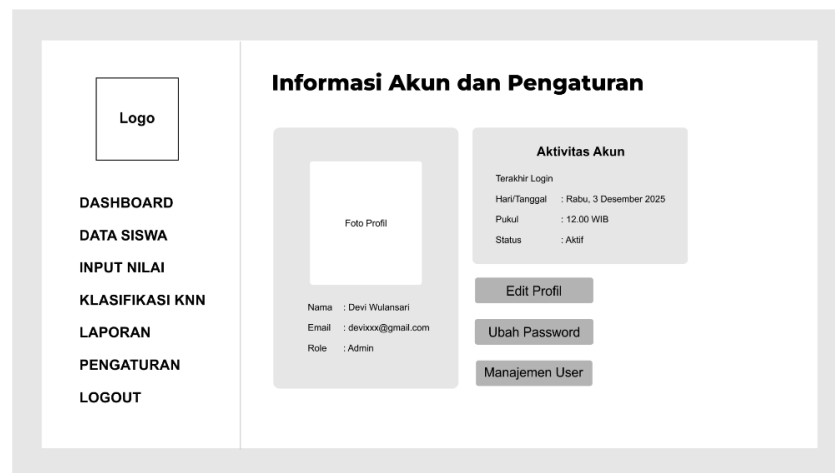 Logo
DASHBOARD
DATA SISWA
INPUT NILAI
KLASIFIKASI KNN
LAPORAN
PENGATURAN
LOGOUT
Informasi Akun dan Pengaturan
Foto Profil
Nama : Devi Wulansari
Email : devixxx@gmail.com
Role : Admin
Aktivitas Akun
Terakhir Login
Hari/Tanggal : Rabu, 3 Desember 2025
Pukul : 12.00 WIB
Status : Aktif
Edit Profil
Ubah Password
Manajemen User